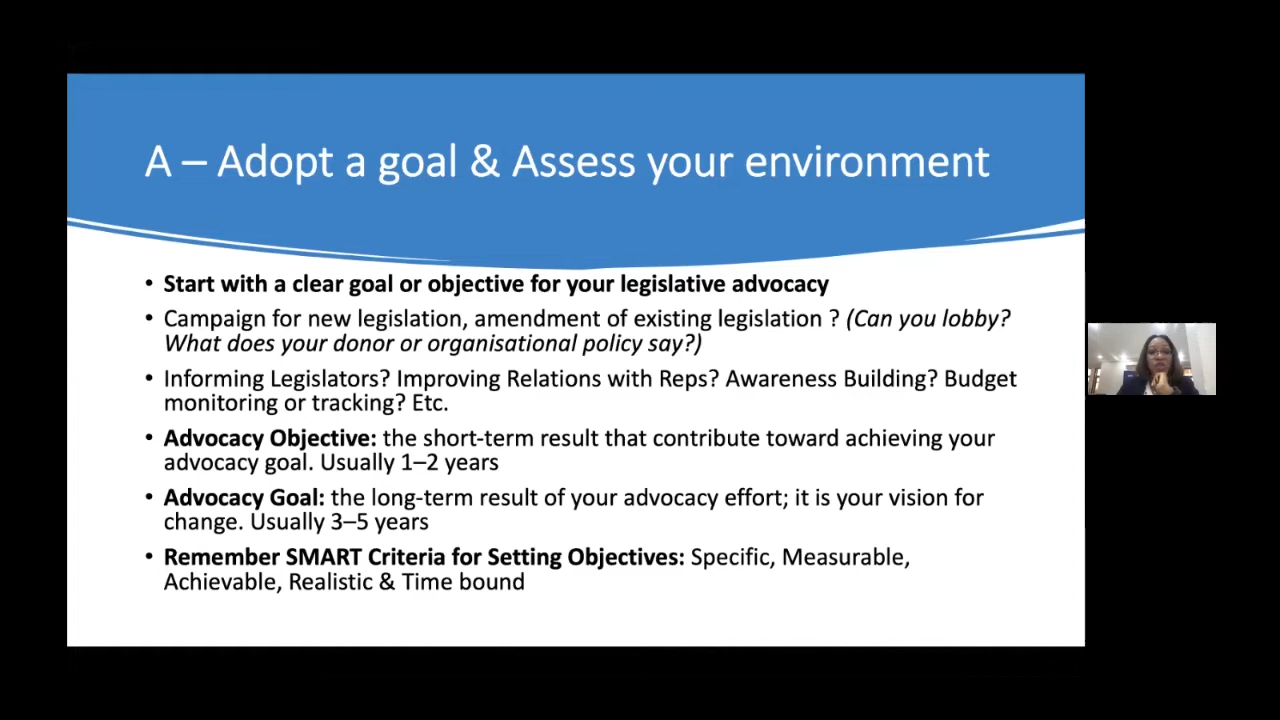 A – Adopt a goal & Assess your environment
• Start with a clear goal or objective for your legislative advocacy
• Campaign for new legislation, amendment of existing legislation ? (Can you lobby?
What does your donor or organisational policy say?)
• Informing Legislators? Improving Relations with Reps? Awareness Building? Budget
monitoring or tracking? Etc.
• Advocacy Objective: the short-term result that contribute toward achieving your
advocacy goal. Usually 1–2 years
• Advocacy Goal: the long-term result of your advocacy effort; it is your vision for
change. Usually 3–5 years
• Remember SMART Criteria for Setting Objectives: Specific, Measurable,
Achievable, Realistic & Time bound